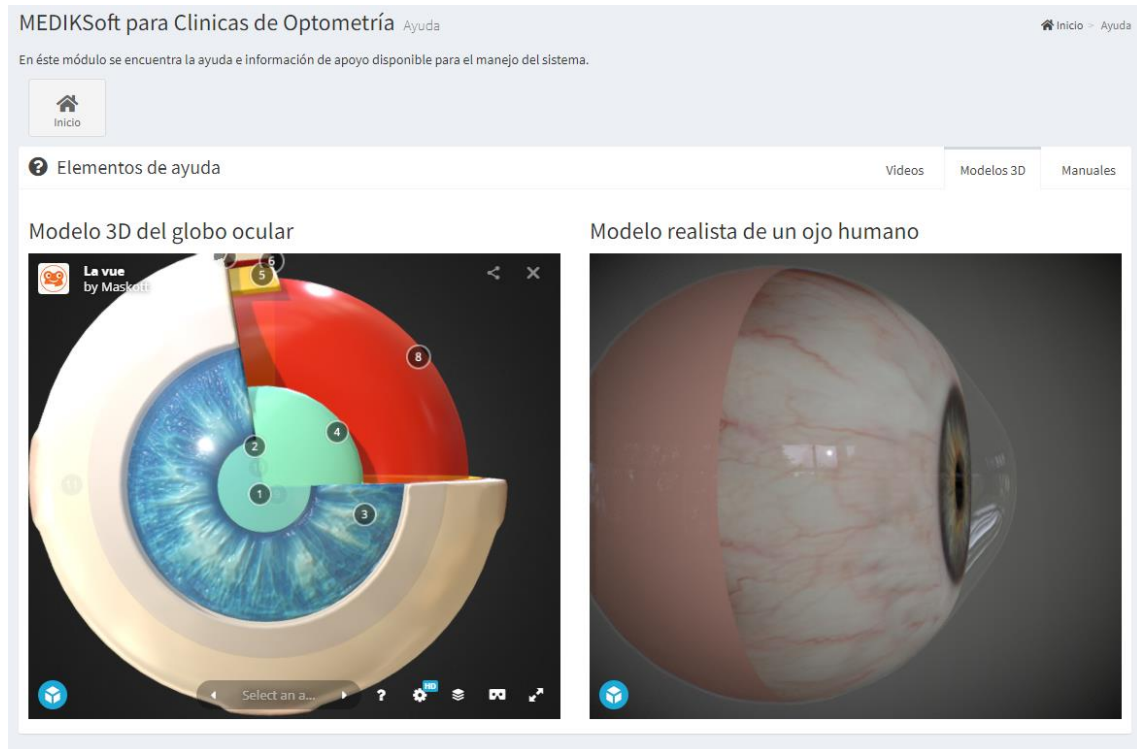 MEDIKSoft para Clinicas de Optometría Ayuda
Inicio > Ayuda
En éste módulo se encuentra la ayuda e información de apoyo disponible para el manejo del sistema.
Inicio
Elementos de ayuda
Videos
Modelos 3D
Manuales
Modelo 3D del globo ocular
La vue
by Maskott
6
5
8
4
2
11
1
3
Select an a...
?
HD
Modelo realista de un ojo humano